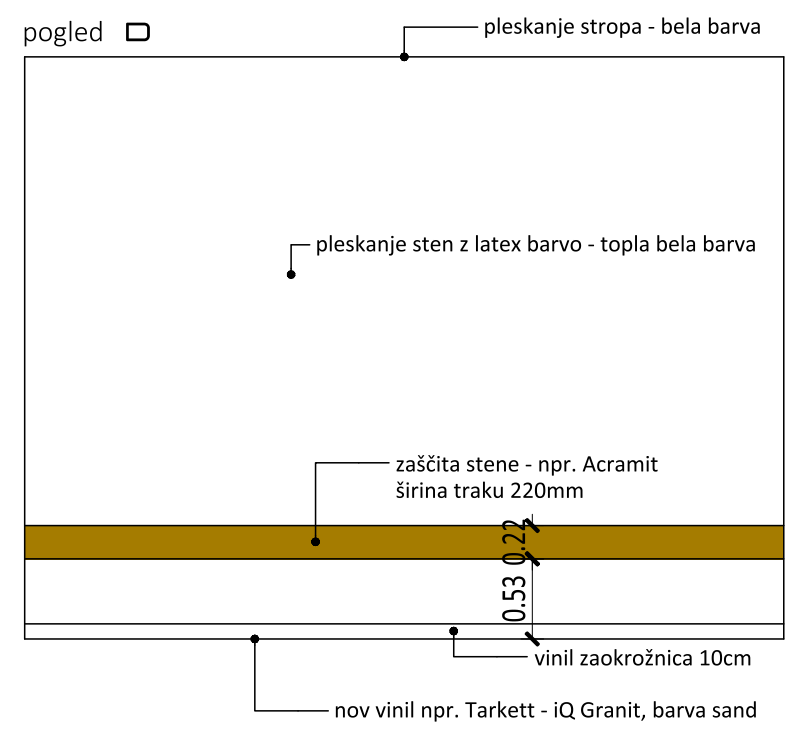 pogled
pleskanje stropa - bela barva
pleskanje sten z latex barvo - topla bela barva
zaščita stene - npr. Acramit
širina traku 220mm
0.22
0.53
vinil zaokrožnica 10cm
nov vinil npr. Tarkett - iQ Granit, barva sand